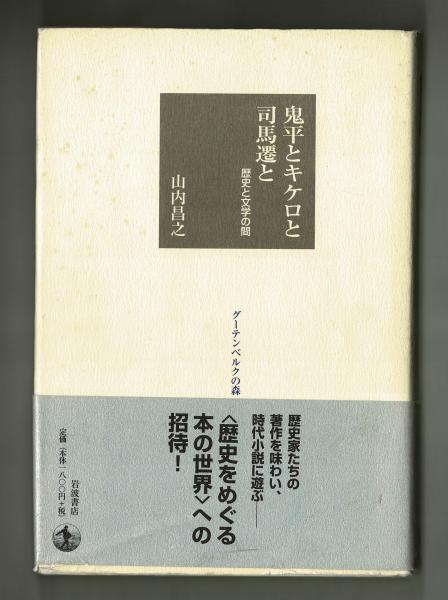 鬼平とキケロと
司馬遷と
歴史と文学の間
山内昌之
グーテンベルクの森
歴史家たちの
著作を味わい、
時代小説に遊ぶ――
〈歴史をめぐる
本の世界〉への
招待!
岩波書店
定価(本体一八〇〇円+税)